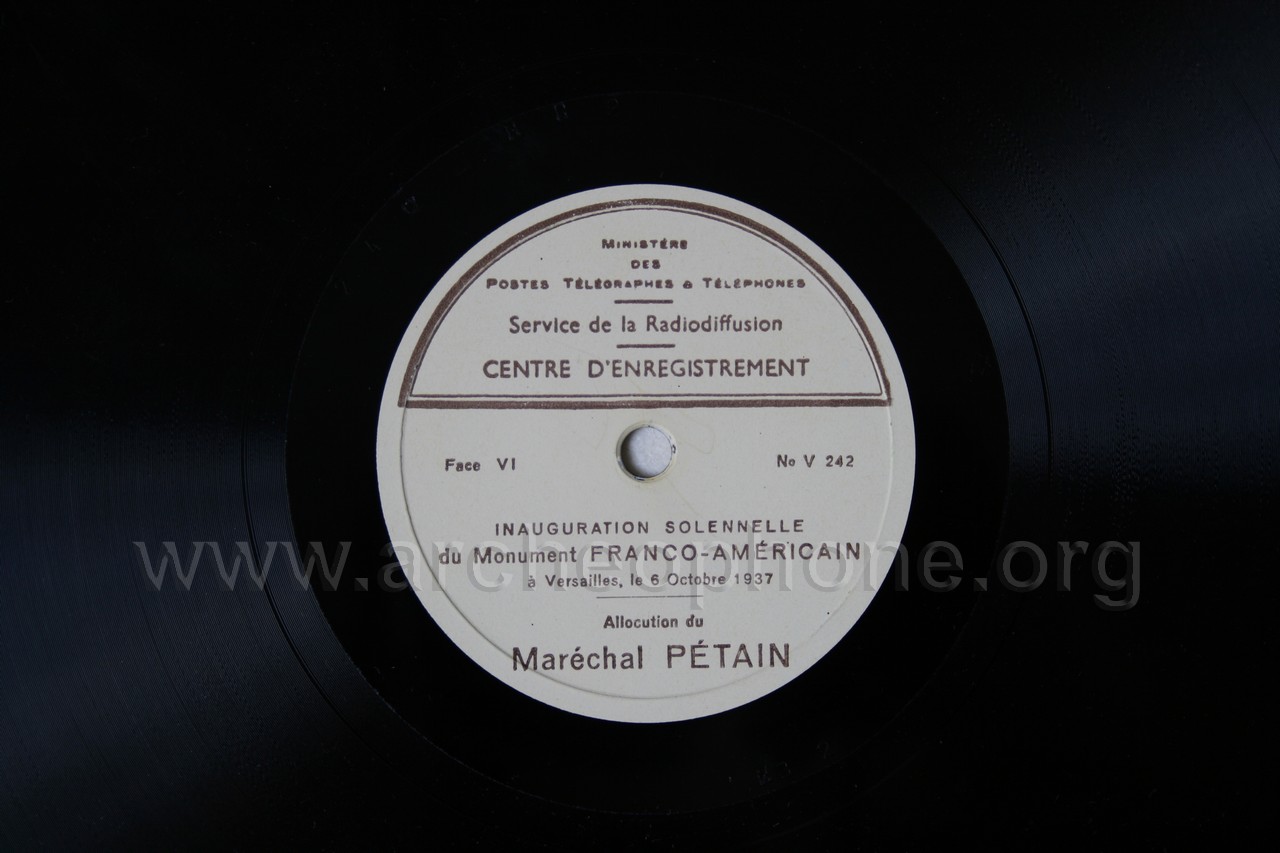 MINISTÈRE
DES
POSTES TÉLÉGRAPHES & TÉLÉPHONES
Service de la Radiodiffusion
CENTRE D'ENREGISTREMENT
Face VI
No V 242
INAUGURATION SOLENNELLE
du Monument FRANCO-AMÉRICAIN
www.archeophone.org
à Versailles, le 6 Octobre 1937
Allocution du
Maréchal PÉTAIN